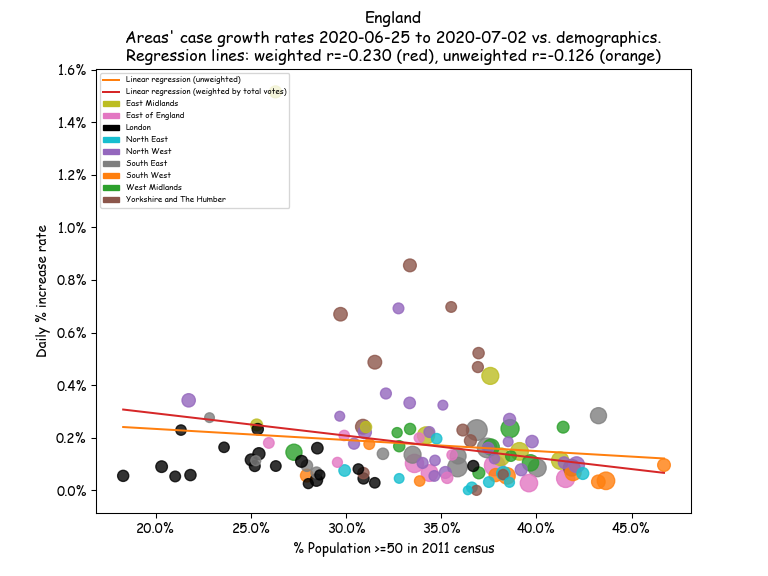 England
Areas' case growth rates 2020-06-25 to 2020-07-02 vs. demographics.
Regression lines: weighted r=-0.230 (red), unweighted r=-0.126 (orange)
1.6%
1.4%
1.2%
1.0%
0.8%
0.6%
0.4%
0.2%
0.0%
Daily % increase rate
Linear regression (unweighted)
Linear regression (weighted by total votes)
East Midlands
East of England
London
North East
North West
South East
South West
West Midlands
Yorkshire and The Humber
20.0% 25.0% 30.0% 35.0% 40.0% 45.0%
% Population >=50 in 2011 census